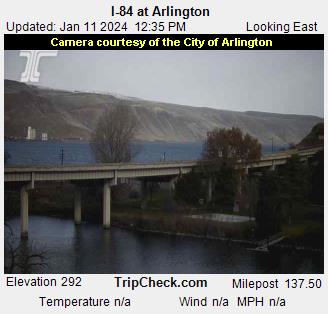 I-84 at Arlington
Updated: Jan 11 2024 12:35 PM Looking East
Camera courtesy of the City of Arlington
Elevation 292 TripCheck.com Milepost 137.50
Temperature n/a Wind n/a MPH n/a